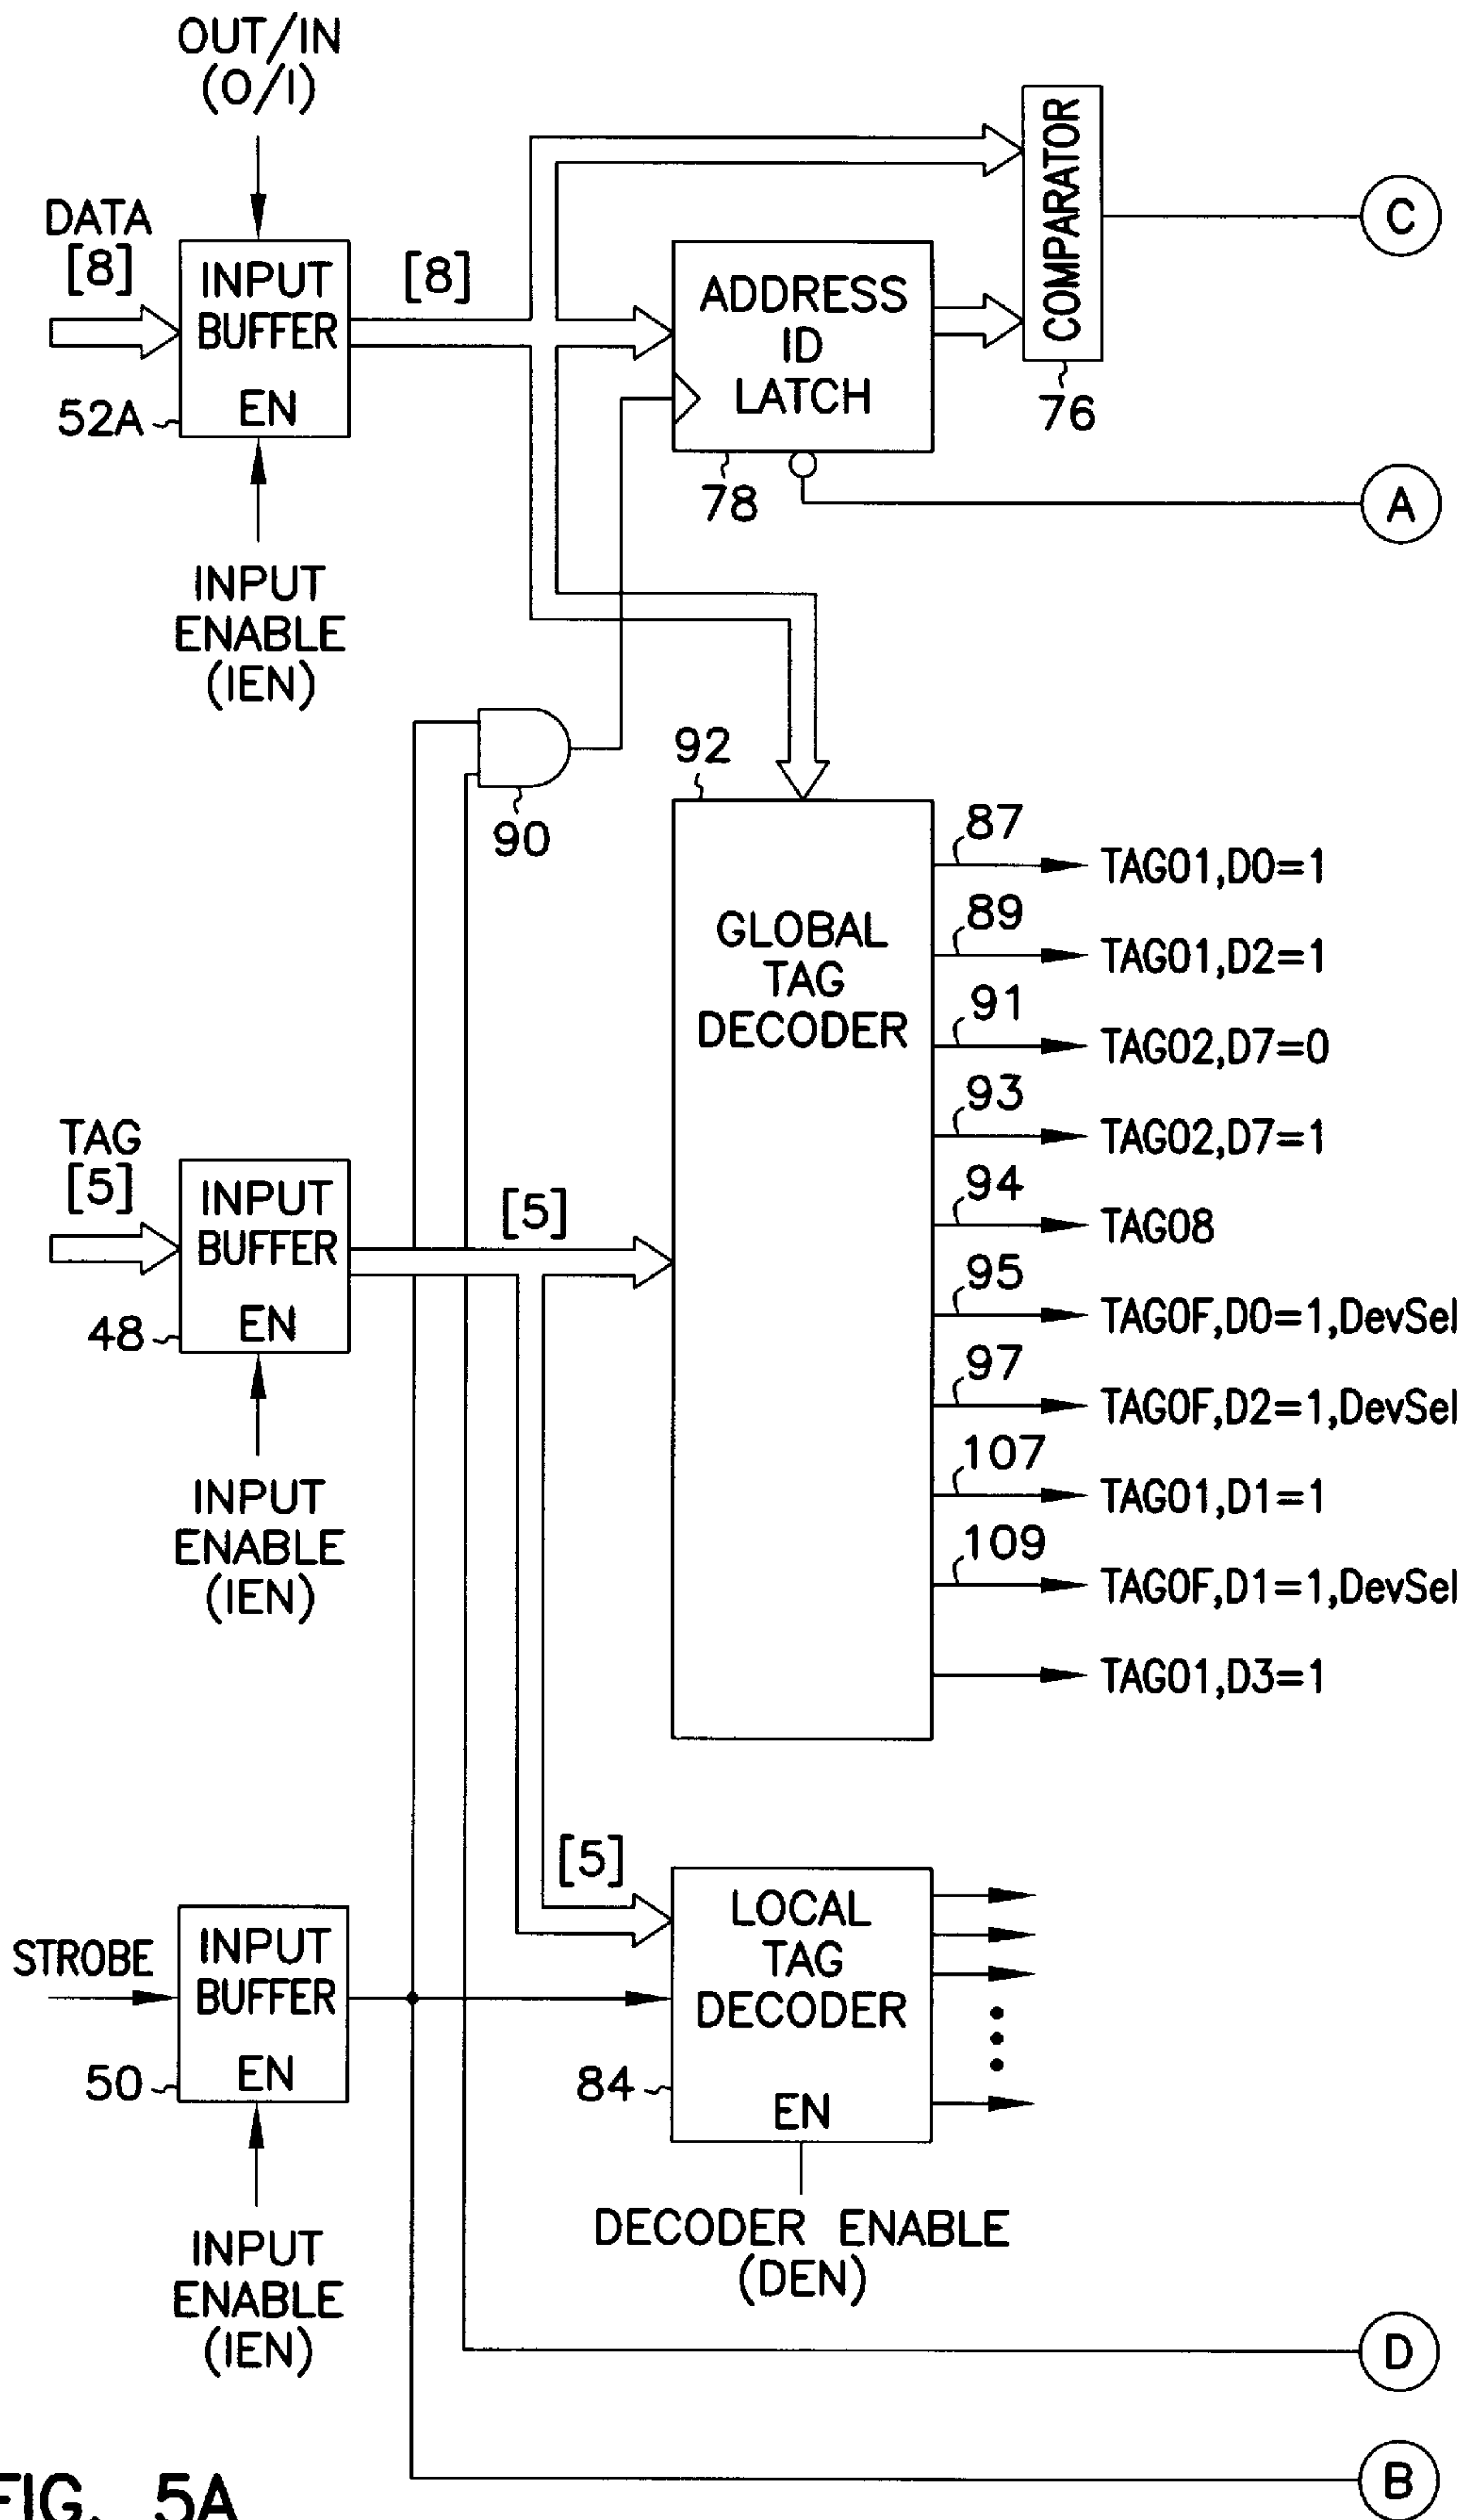 OUT/IN
(O/I)
DATA
[8]
INPUT
BUFFER
EN
52A
INPUT
ENABLE
(IEN)
[8]
ADDRESS
ID
LATCH
78
COMPARATOR
76
C
A
90
92
GLOBAL
TAG
DECODER
87
TAG01,D0=1
89
TAG01,D2=1
91
TAG02,D7=0
93
TAG02,D7=1
94
TAG08
95
TAG0F,D0=1,DevSel
97
TAG0F,D2=1,DevSel
107
TAG01,D1=1
109
TAG0F,D1=1,DevSel
TAG01,D3=1
TAG
[5]
INPUT
BUFFER
EN
48
INPUT
ENABLE
(IEN)
[5]
[5]
STROBE
INPUT
BUFFER
EN
50
INPUT
ENABLE
(IEN)
LOCAL
TAG
DECODER
EN
84
DECODER ENABLE
(DEN)
D
B
FIG. 5A